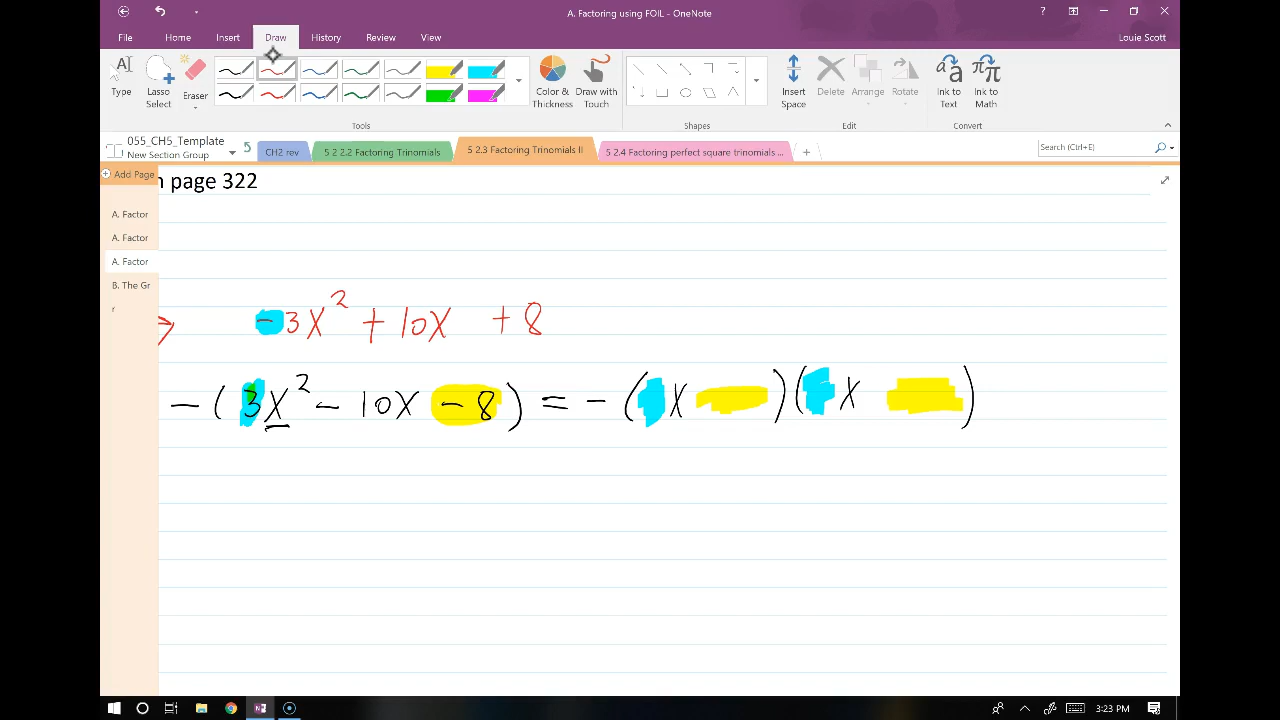 A. Factoring using FOIL - OneNote
?
File Home Insert Draw History Review View
Louie Scott
Type
Lasso Select
Eraser
Color & Thickness
Draw with Touch
Insert Space
Delete
Arrange
Rotate
Ink to Text
Ink to Math
Tools
Shapes
Edit
Convert
055_CH5_Template
New Section Group
CH2 rev
5 2 2.2 Factoring Trinomials
5 2.3 Factoring Trinomials II
5 2.4 Factoring perfect square trinomials ...
Search (Ctrl+E)
Add Page
n page 322
A. Factor
A. Factor
A. Factor
B. The Gr
r
-3x² + 10x + 8
-(3x² - 10x - 8) = -( x )( x )
3:23 PM